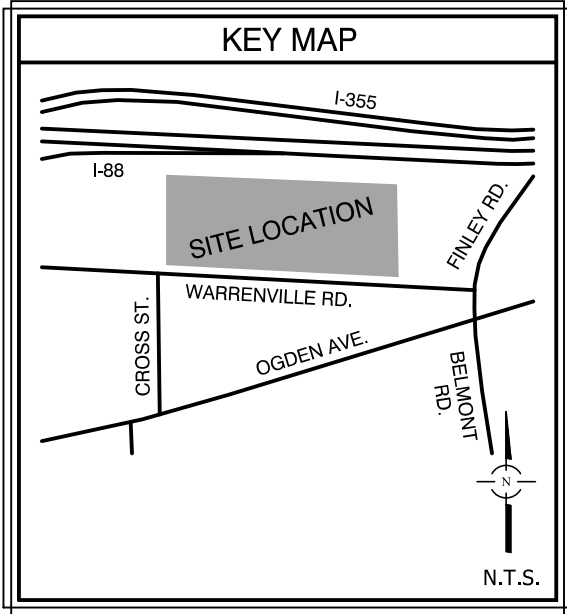 KEY MAP
I-355
I-88
SITE LOCATION
FINLEY RD.
WARRENVILLE RD.
CROSS ST.
OGDEN AVE.
BELMONT
RD.
N
N.T.S.